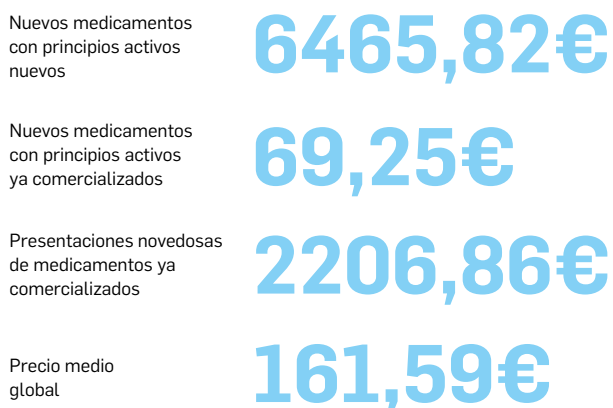 Nuevos medicamentos
con principios activos
nuevos
6465,82€
Nuevos medicamentos
con principios activos
ya comercializados
69,25€
Presentaciones novedosas
de medicamentos ya
comercializados
2206,86€
Precio medio
global
161,59€